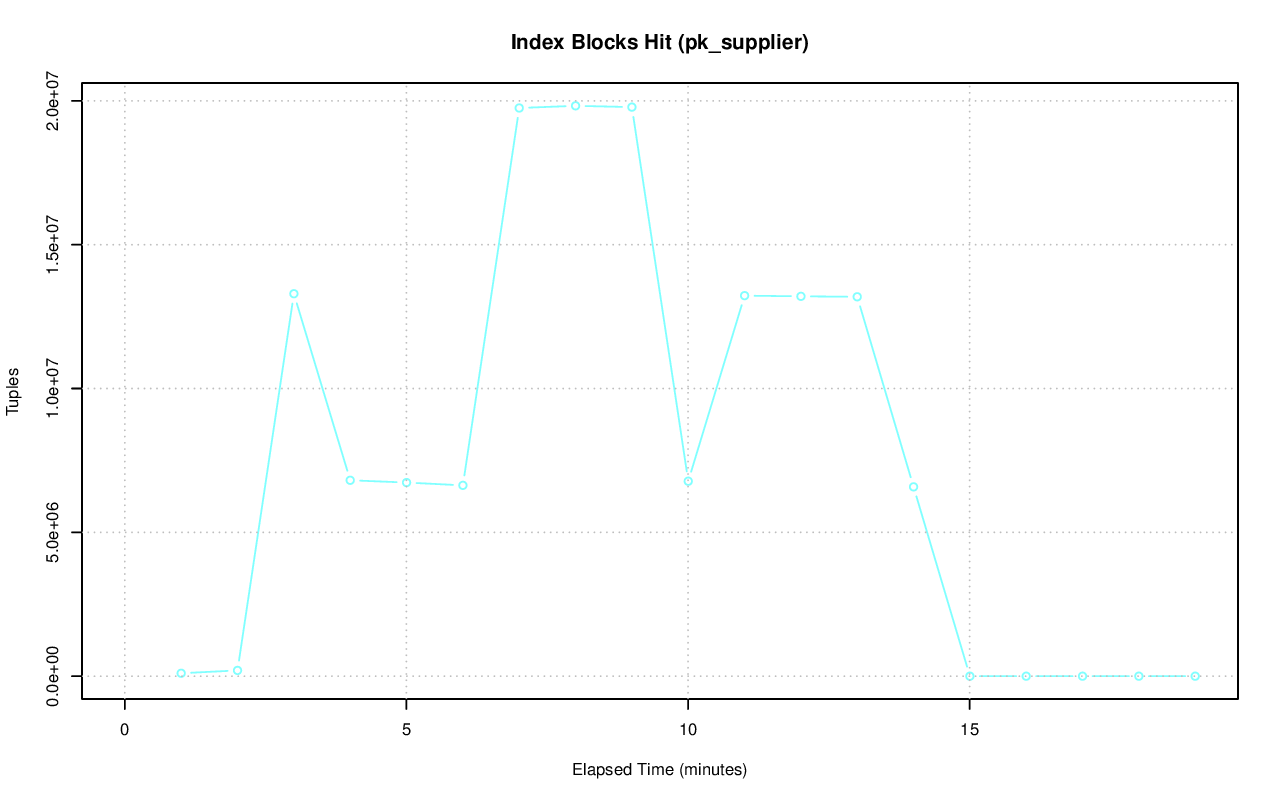 Index Blocks Hit (pk_supplier)
2.0e+07
1.5e+07
1.0e+07
5.0e+06
0.0e+00
Tuples
0 5 10 15
Elapsed Time (minutes)